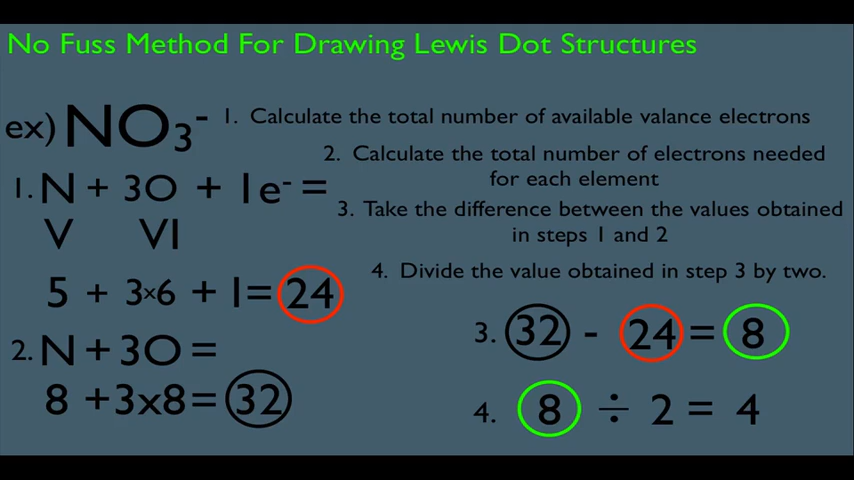 No Fuss Method For Drawing Lewis Dot Structures
ex) NO₃⁻
1. Calculate the total number of available valance electrons
2. Calculate the total number of electrons needed
for each element
3. Take the difference between the values obtained
in steps 1 and 2
4. Divide the value obtained in step 3 by two.
1. N + 3O + 1e⁻ =
V VI
5 + 3×6 + 1= 24
2. N + 3O =
8 +3x8= 32
3. 32 - 24 = 8
4. 8 ÷ 2 = 4